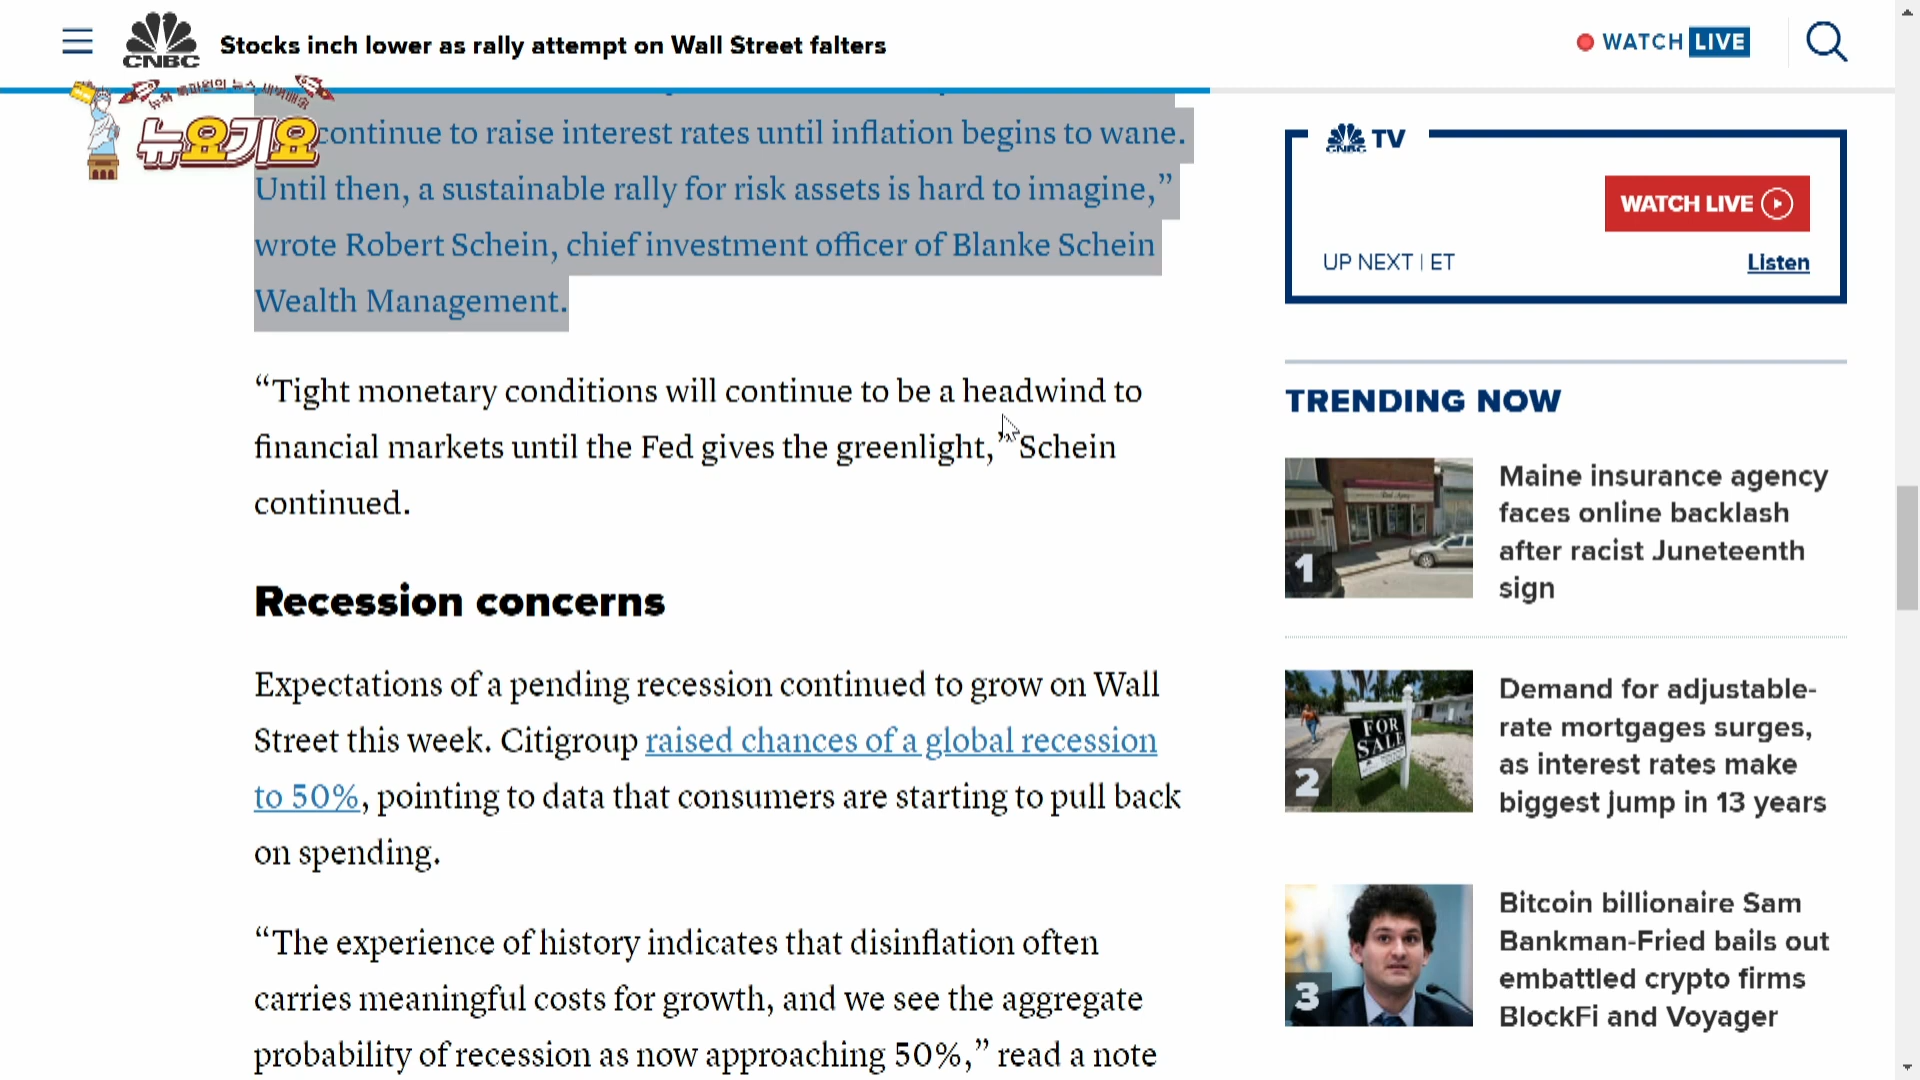 CNBC
Stocks inch lower as rally attempt on Wall Street falters
WATCH LIVE
뉴요기요
continue to raise interest rates until inflation begins to wane.
Until then, a sustainable rally for risk assets is hard to imagine,”
wrote Robert Schein, chief investment officer of Blanke Schein
Wealth Management.
“Tight monetary conditions will continue to be a headwind to
financial markets until the Fed gives the greenlight,” Schein
continued.
Recession concerns
Expectations of a pending recession continued to grow on Wall
Street this week. Citigroup raised chances of a global recession
to 50%, pointing to data that consumers are starting to pull back
on spending.
“The experience of history indicates that disinflation often
carries meaningful costs for growth, and we see the aggregate
probability of recession as now approaching 50%,” read a note
CNBC TV
WATCH LIVE
UP NEXT | ET
Listen
TRENDING NOW
1
Maine insurance agency
faces online backlash
after racist Juneteenth
sign
FOR
SALE
2
Demand for adjustable-
rate mortgages surges,
as interest rates make
biggest jump in 13 years
3
Bitcoin billionaire Sam
Bankman-Fried bails out
embattled crypto firms
BlockFi and Voyager